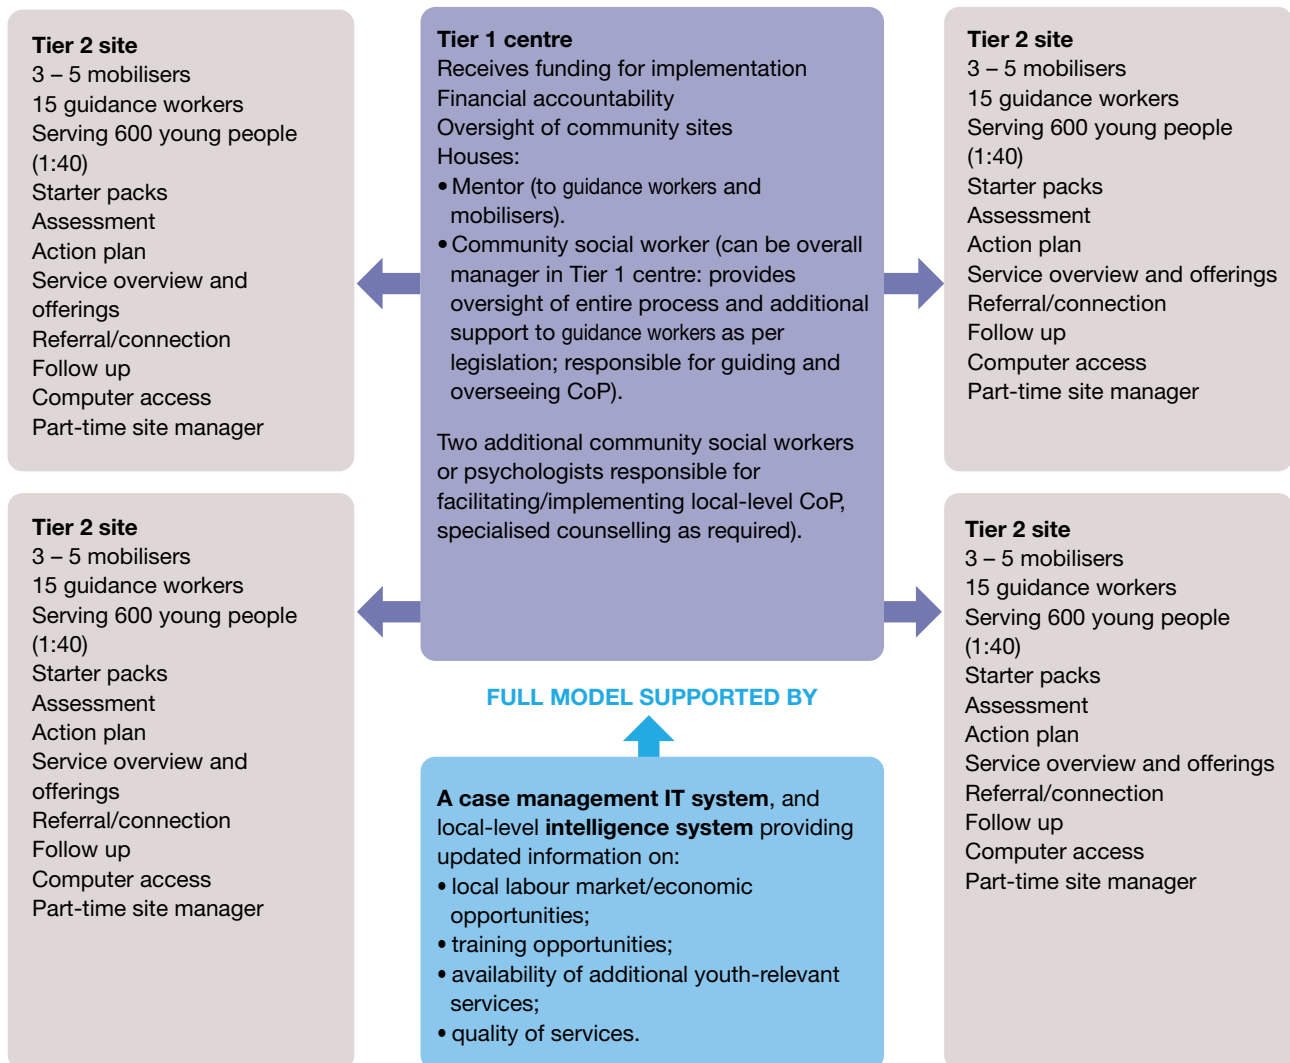 Tier 2 site
3 – 5 mobilisers
15 guidance workers
Serving 600 young people
(1:40)
Starter packs
Assessment
Action plan
Service overview and
offerings
Referral/connection
Follow up
Computer access
Part-time site manager
Tier 1 centre
Receives funding for implementation
Financial accountability
Oversight of community sites
Houses:
• Mentor (to guidance workers and
mobilisers).
• Community social worker (can be overall
manager in Tier 1 centre: provides
oversight of entire process and additional
support to guidance workers as per
legislation; responsible for guiding and
overseeing CoP).
Two additional community social workers
or psychologists responsible for
facilitating/implementing local-level CoP,
specialised counselling as required).
Tier 2 site
3 – 5 mobilisers
15 guidance workers
Serving 600 young people
(1:40)
Starter packs
Assessment
Action plan
Service overview and offerings
Referral/connection
Follow up
Computer access
Part-time site manager
Tier 2 site
3 – 5 mobilisers
15 guidance workers
Serving 600 young people
(1:40)
Starter packs
Assessment
Action plan
Service overview and
offerings
Referral/connection
Follow up
Computer access
Part-time site manager
FULL MODEL SUPPORTED BY
A case management IT system, and
local-level intelligence system providing
updated information on:
• local labour market/economic
opportunities;
• training opportunities;
• availability of additional youth-relevant
services;
• quality of services.
Tier 2 site
3 – 5 mobilisers
15 guidance workers
Serving 600 young people
(1:40)
Starter packs
Assessment
Action plan
Service overview and offerings
Referral/connection
Follow up
Computer access
Part-time site manager